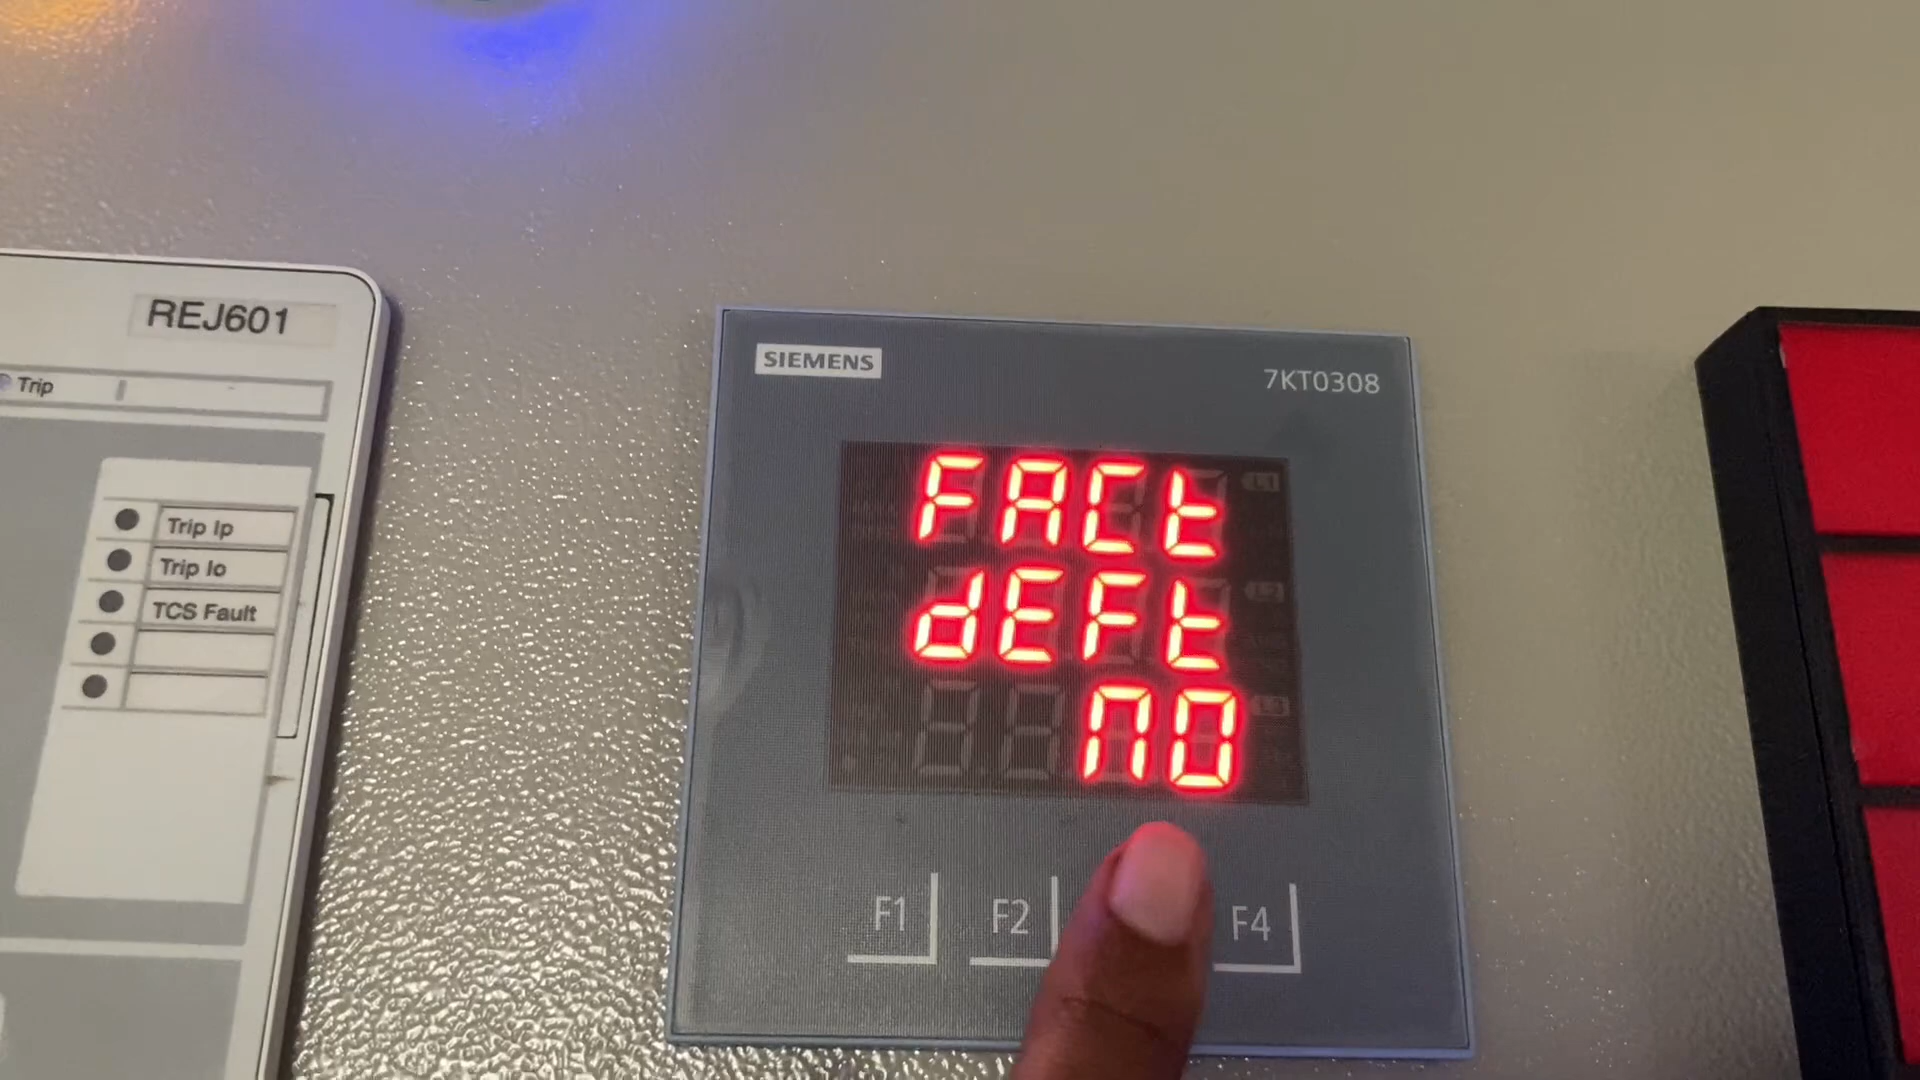 REJ601
Trip
Trip Ip
Trip Io
TCS Fault
SIEMENS
7KT0308
FACt
dEFt
no
F1
F2
F4